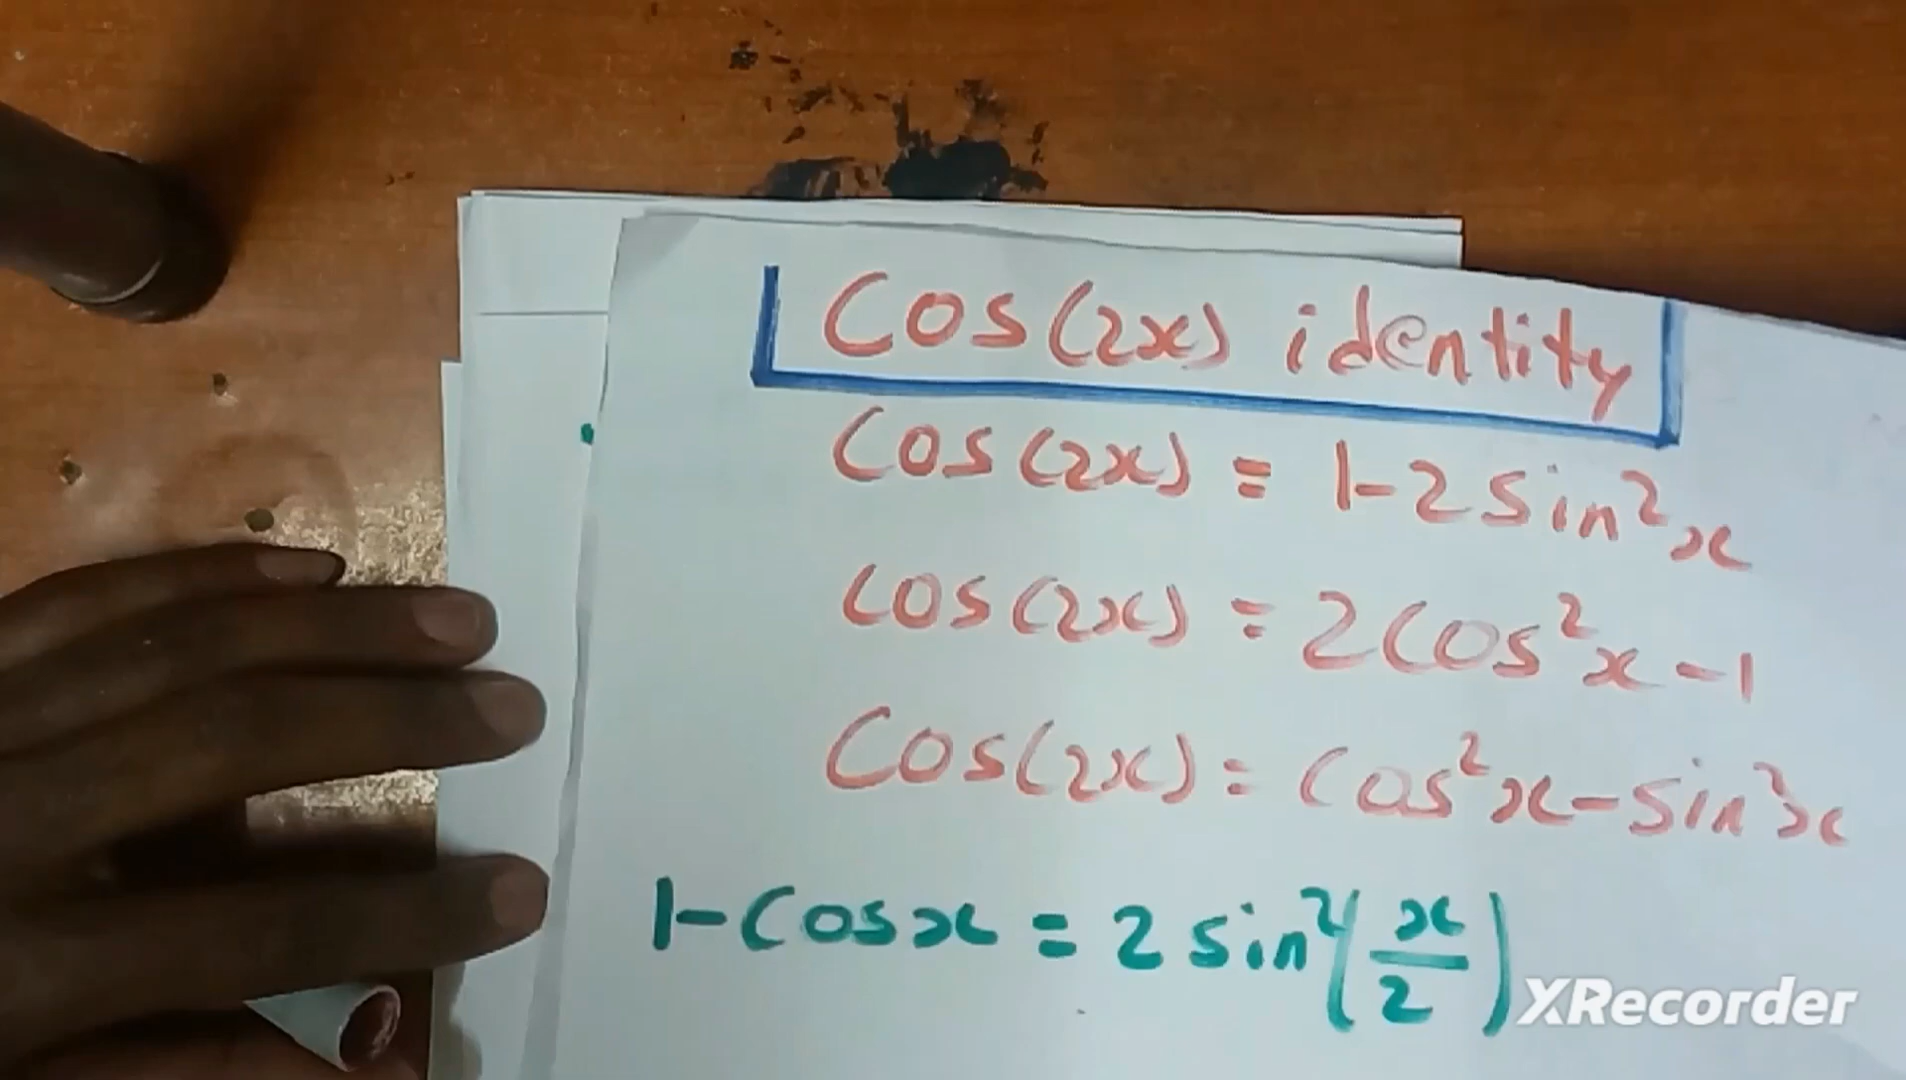 Cos(2x) identity
Cos(2x) = 1-2sin²x
Cos(2x) = 2Cos²x-1
Cos(2x) = Cos²x-sin²x
1-Cosx = 2sin²(x/2)
XRecorder